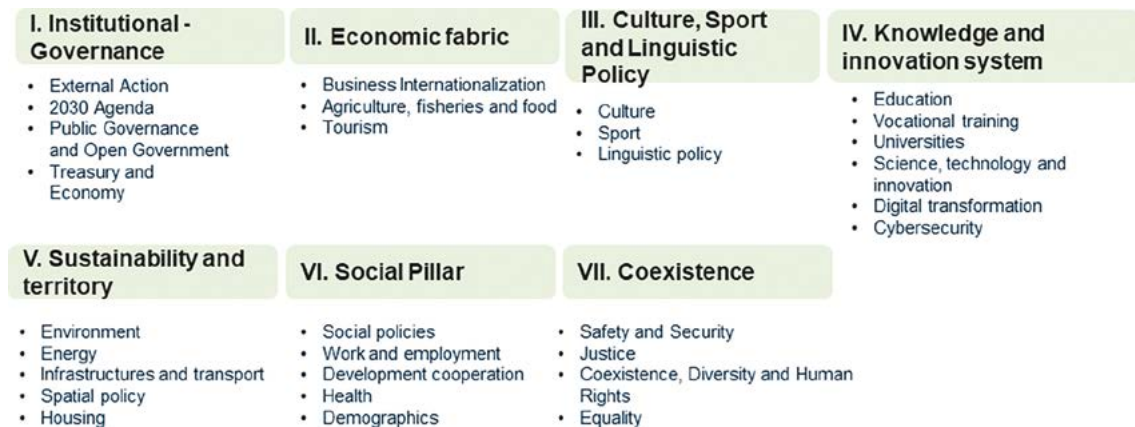 I. Institutional -
Governance
• External Action
• 2030 Agenda
• Public Governance
and Open Government
• Treasury and
Economy
II. Economic fabric
• Business Internationalization
• Agriculture, fisheries and food
• Tourism
III. Culture, Sport
and Linguistic
Policy
• Culture
• Sport
• Linguistic policy
IV. Knowledge and
innovation system
• Education
• Vocational training
• Universities
• Science, technology and
innovation
• Digital transformation
• Cybersecurity
V. Sustainability and
territory
• Environment
• Energy
• Infrastructures and transport
• Spatial policy
• Housing
VI. Social Pillar
• Social policies
• Work and employment
• Development cooperation
• Health
• Demographics
VII. Coexistence
• Safety and Security
• Justice
• Coexistence, Diversity and Human
Rights
• Equality